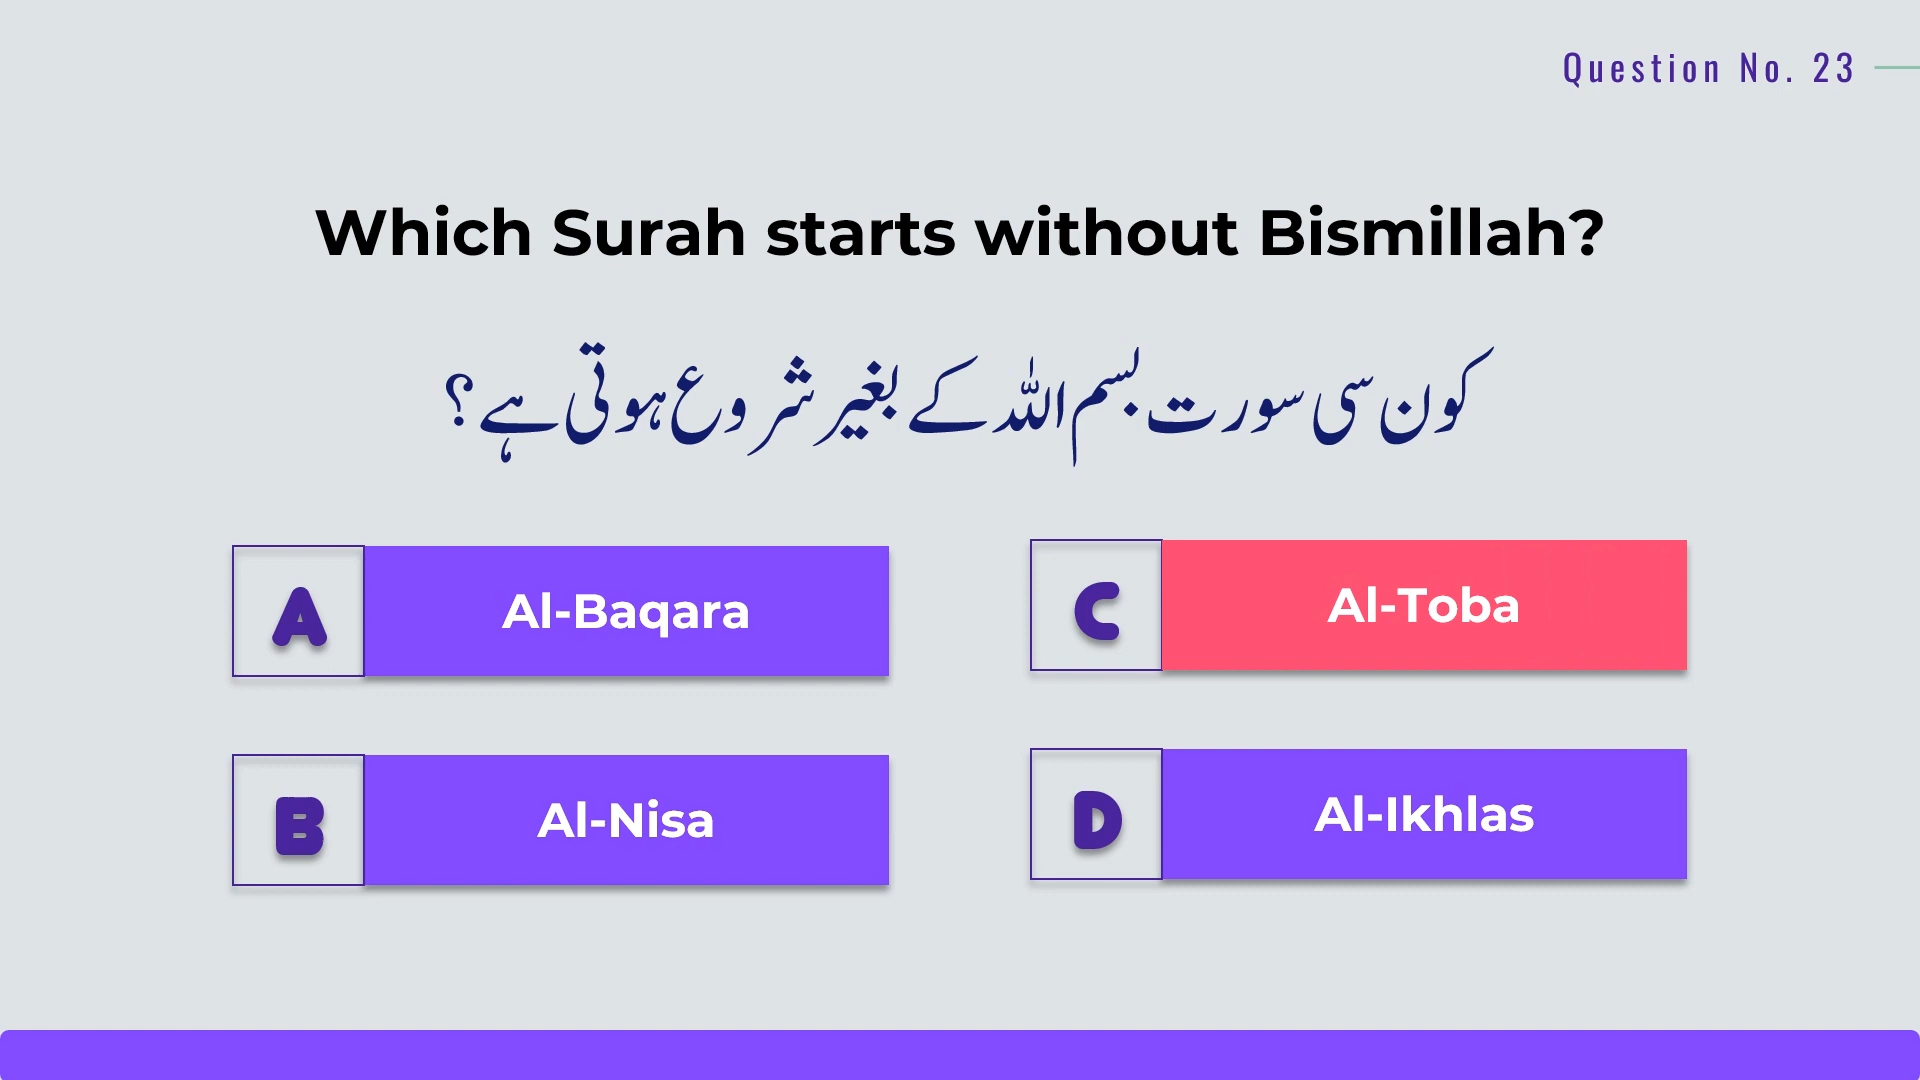 Question No. 23
Which Surah starts without Bismillah?
کون سی سورت بسم اللہ کے بغیر شروع ہوتی ہے؟
A
Al-Baqara
C
Al-Toba
B
Al-Nisa
D
Al-Ikhlas